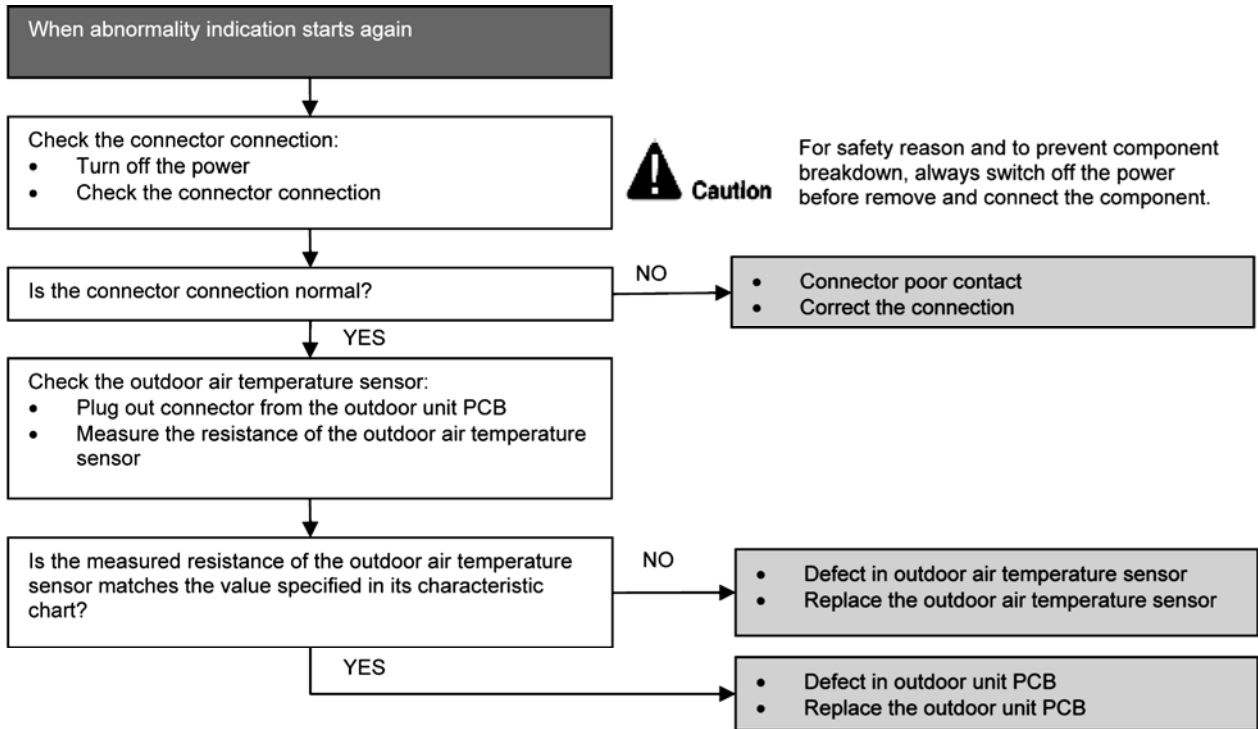 When abnormality indication starts again
Check the connector connection:
• Turn off the power
• Check the connector connection
Caution
For safety reason and to prevent component
breakdown, always switch off the power
before remove and connect the component.
Is the connector connection normal?
NO
• Connector poor contact
• Correct the connection
YES
Check the outdoor air temperature sensor:
• Plug out connector from the outdoor unit PCB
• Measure the resistance of the outdoor air temperature
sensor
Is the measured resistance of the outdoor air temperature
sensor matches the value specified in its characteristic
chart?
NO
• Defect in outdoor air temperature sensor
• Replace the outdoor air temperature sensor
YES
• Defect in outdoor unit PCB
• Replace the outdoor unit PCB